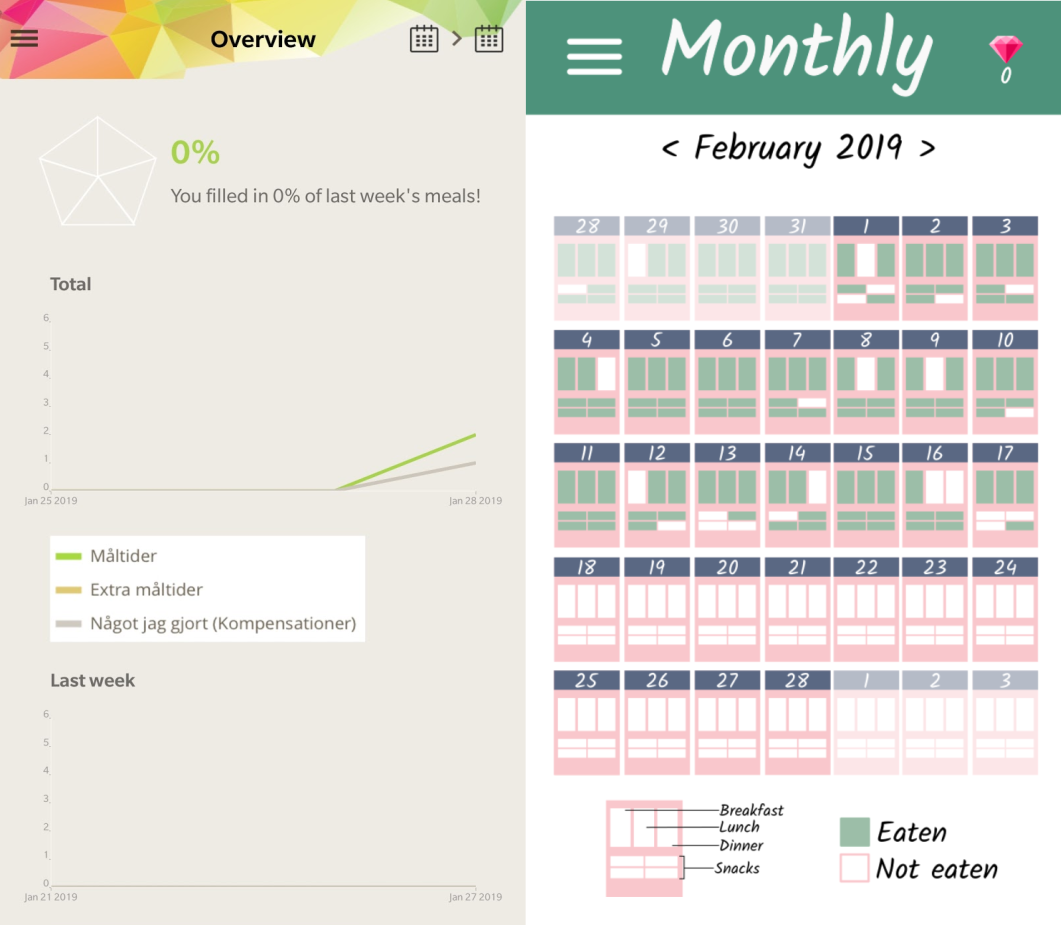 Overview
0%
You filled in 0% of last week's meals!
Total
6
5
4
3
2
1
0
Jan 25 2019 Jan 28 2019
Måltider
Extra måltider
Något jag gjort (Kompensationer)
Last week
6
5
4
3
2
1
0
Jan 21 2019 Jan 27 2019
Monthly
0
< February 2019 >
28 29 30 31 1 2 3
4 5 6 7 8 9 10
11 12 13 14 15 16 17
18 19 20 21 22 23 24
25 26 27 28 1 2 3
Breakfast
Lunch
Dinner
Snacks
Eaten
Not eaten